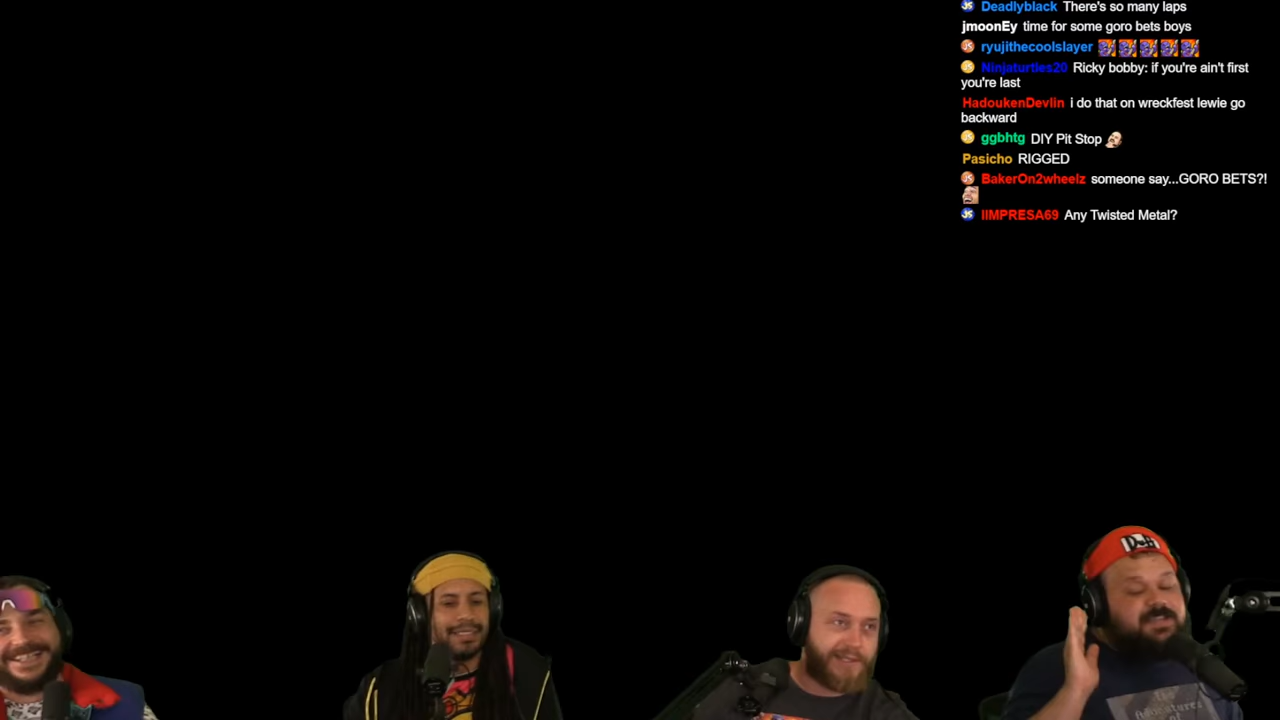 Deadlyblack There's so many laps
jmoonEy time for some goro bets boys
ryujithecoolslayer
Ninjaturtles20 Ricky bobby: if you're ain't first
you're last
HadoukenDevlin i do that on wreckfest lewie go
backward
ggbhtg DIY Pit Stop
Pasicho RIGGED
BakerOn2wheelz someone say...GORO BETS?!
IIMPRESA69 Any Twisted Metal?
Duff